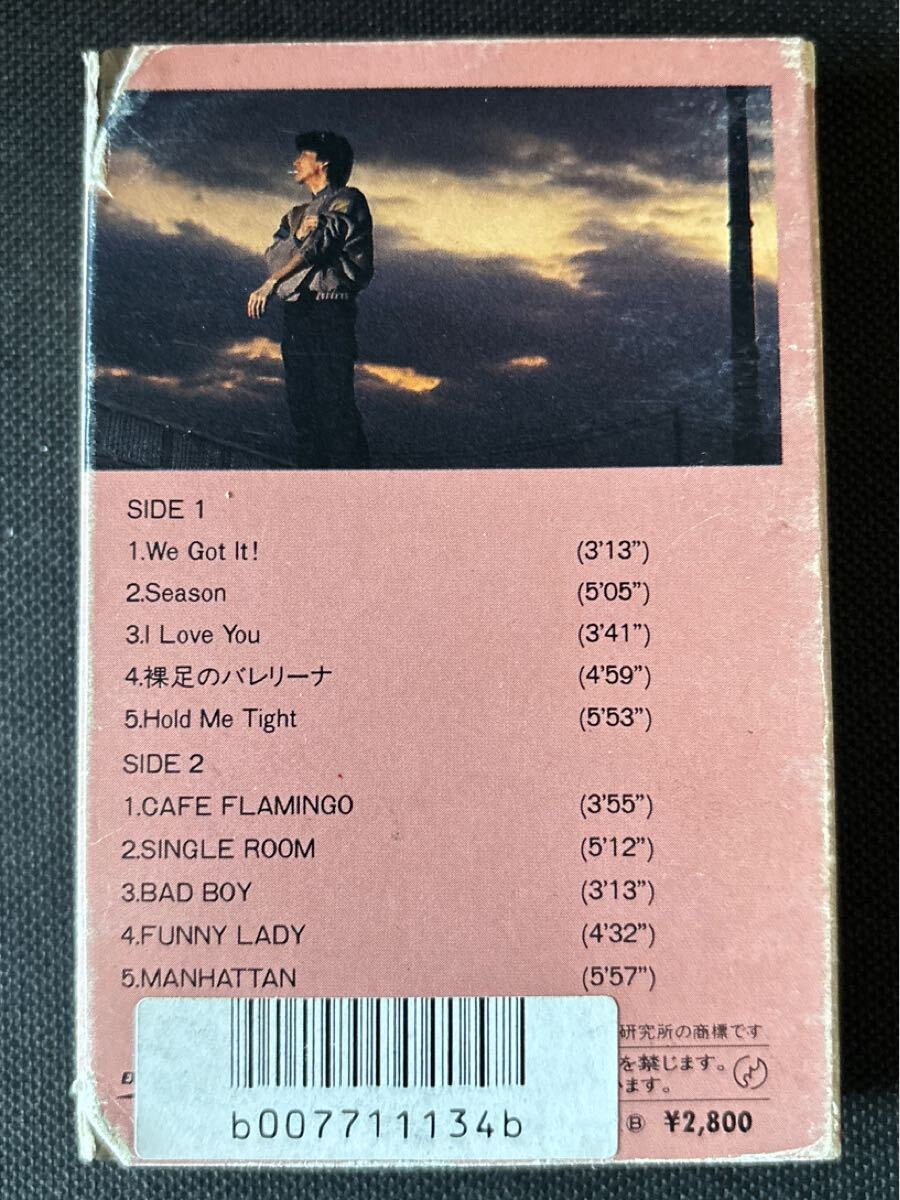 SIDE 1
1.We Got It! (3'13”)
2.Season (5'05”)
3.I Love You (3'41”)
4.裸足のバレリーナ (4'59”)
5.Hold Me Tight (5'53”)
SIDE 2
1.CAFE FLAMINGO (3'55”)
2.SINGLE ROOM (5'12”)
3.BAD BOY (3'13”)
4.FUNNY LADY (4'32”)
5.MANHATTAN (5'57”)
研究所の商標です
を禁じます。
います。
b007711134b
Ⓑ ¥2,800